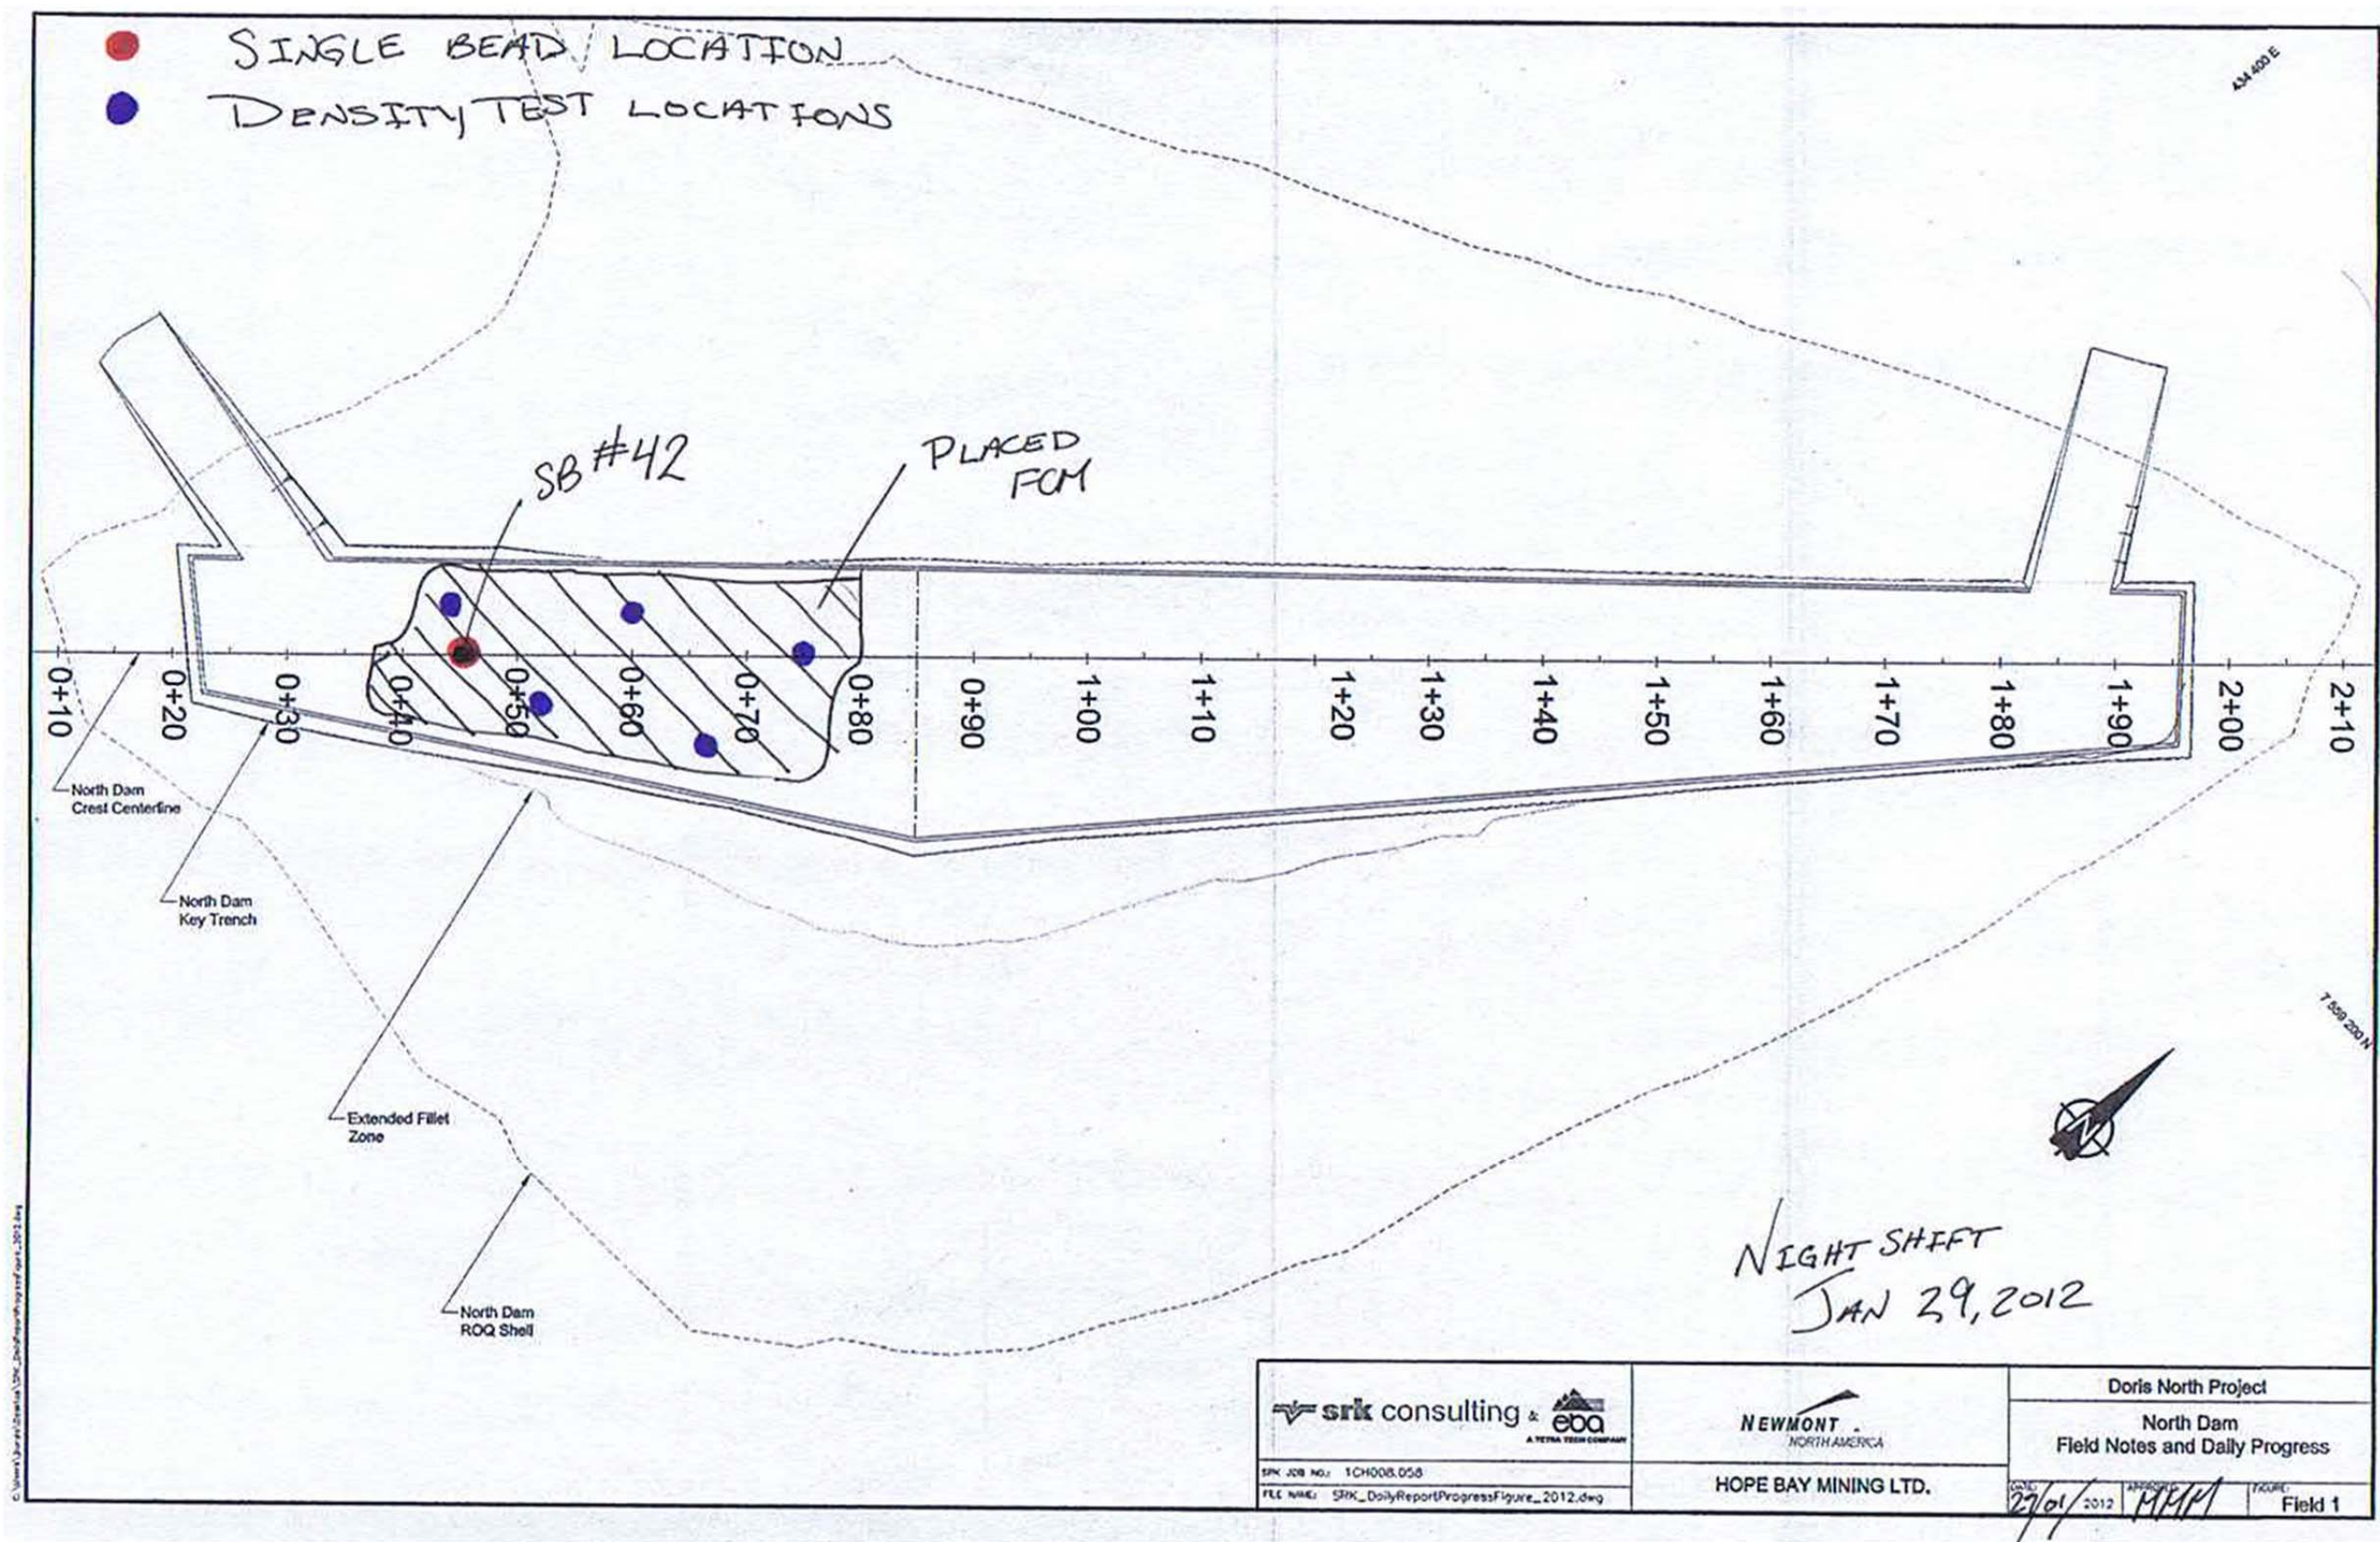 SINGLE BEAD LOCATION
DENSITY TEST LOCATIONS
434 400 E
SB #42
PLACED
FCM
0+10
0+20
0+30
0+40
0+50
0+60
0+70
0+80
0+90
1+00
1+10
1+20
1+30
1+40
1+50
1+60
1+70
1+80
1+90
2+00
2+10
North Dam
Crest Centerline
North Dam
Key Trench
Extended Fillet
Zone
North Dam
ROQ Shell
7 559 200 N
N
NIGHT SHIFT
JAN 29, 2012
srk consulting & eba
A TETRA TECH COMPANY
SRK JOB NO.: 1CH008.058
FILE NAME: SRK_DailyReportProgressFigure_2012.dwg
NEWMONT
NORTH AMERICA
HOPE BAY MINING LTD.
Doris North Project
North Dam
Field Notes and Daily Progress
DATE:
/01/2012
APPROVED:
MMM
FIGURE:
Field 1